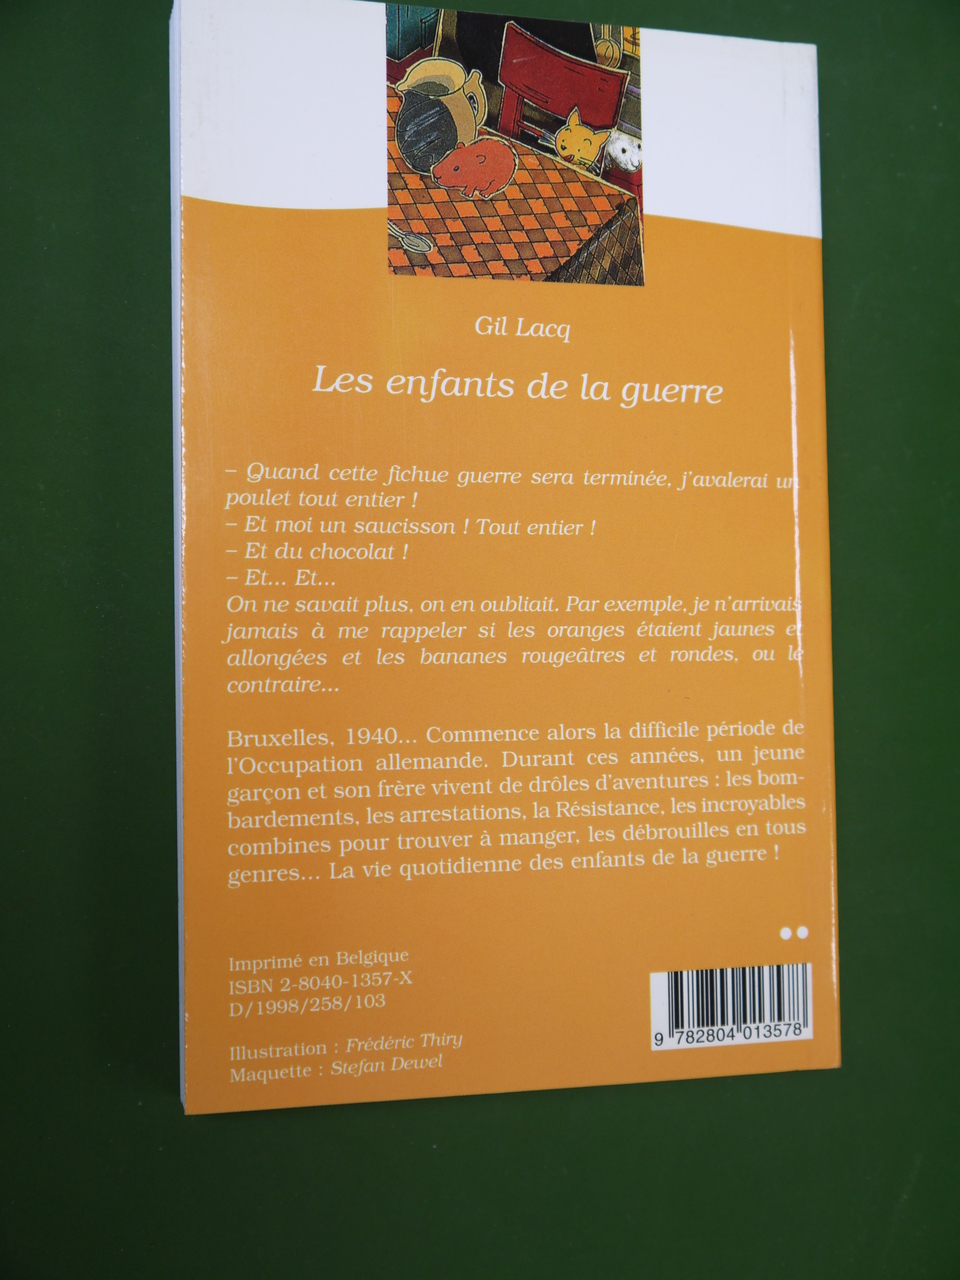 Gil Lacq
Les enfants de la guerre
– Quand cette fichue guerre sera terminée, j'avalerai un
poulet tout entier !
– Et moi un saucisson ! Tout entier !
– Et du chocolat !
– Et... Et...
On ne savait plus, on en oubliait. Par exemple, je n'arrivais
jamais à me rappeler si les oranges étaient jaunes et
allongées et les bananes rougeâtres et rondes, ou le
contraire...
Bruxelles, 1940... Commence alors la difficile période de
l'Occupation allemande. Durant ces années, un jeune
garçon et son frère vivent de drôles d'aventures : les bom-
bardements, les arrestations, la Résistance, les incroyables
combines pour trouver à manger, les débrouilles en tous
genres... La vie quotidienne des enfants de la guerre !
Imprimé en Belgique
ISBN 2-8040-1357-X
D/1998/258/103
Illustration : Frédéric Thiry
Maquette : Stefan Dewel
9 782804 013578